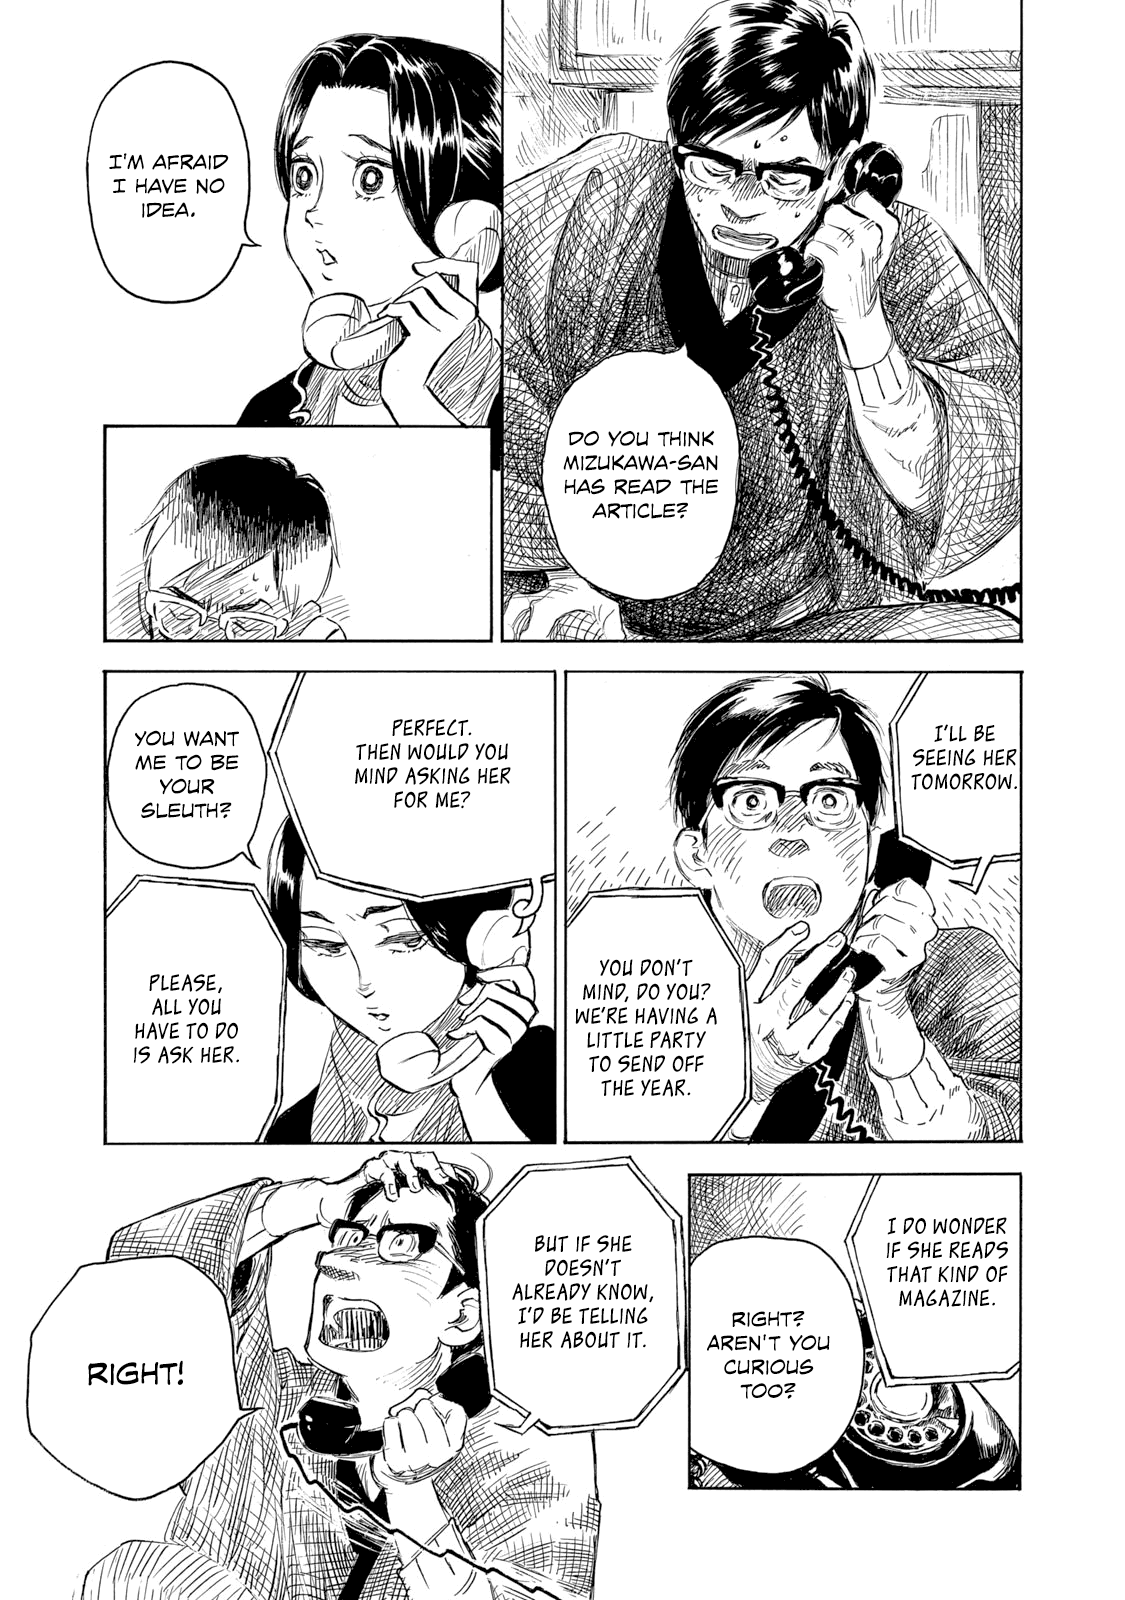 DO YOU THINK
MIZUKAWA-SAN
HAS READ THE
ARTICLE?
I'M AFRAID
I HAVE NO
IDEA.
I'LL BE
SEEING HER
TOMORROW.
YOU DON'T
MIND, DO YOU?
WE'RE HAVING A
LITTLE PARTY
TO SEND OFF
THE YEAR.
PERFECT.
THEN WOULD YOU
MIND ASKING HER
FOR ME?
YOU WANT
ME TO BE
YOUR
SLEUTH?
PLEASE,
ALL YOU
HAVE TO DO
IS ASK HER.
I DO WONDER
IF SHE READS
THAT KIND OF
MAGAZINE.
RIGHT?
AREN'T YOU
CURIOUS
TOO?
BUT IF SHE
DOESN'T
ALREADY KNOW,
I'D BE TELLING
HER ABOUT IT.
RIGHT!